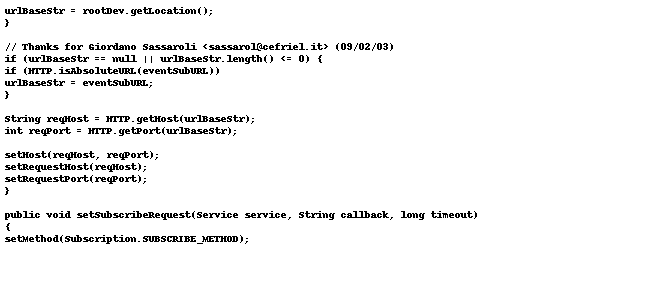 urlBaseStr = rootDev.getLocation();
}
// Thanks for Giordano Sassaroli <sassarol@cefriel.it> (09/02/03)
if (urlBaseStr == null || urlBaseStr.length() <= 0) {
if (HTTP.isAbsoluteURL(eventSubURL))
urlBaseStr = eventSubURL;
}
String reqHost = HTTP.getHost(urlBaseStr);
int reqPort = HTTP.getPort(urlBaseStr);
setHost(reqHost, reqPort);
setRequestHost(reqHost);
setRequestPort(reqPort);
}
public void setSubscribeRequest(Service service, String callback, long timeout)
{
setMethod(Subscription.SUBSCRIBE_METHOD);